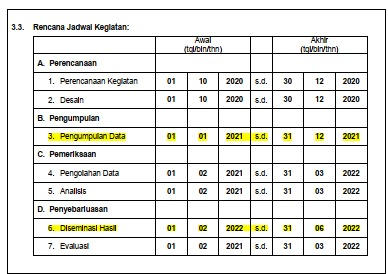 3.3. Rencana Jadwal Kegiatan:
Awal Akhir
(tgl/bln/thn) (tgl/bln/thn)
A. Perencanaan
1. Perencanaan Kegiatan 01 10 2020 s.d. 30 12 2020
2. Desain 01 10 2020 s.d. 30 12 2020
B. Pengumpulan
3. Pengumpulan Data 01 01 2021 s.d. 31 12 2021
C. Pemeriksaan
4. Pengolahan Data 01 02 2021 s.d. 31 03 2022
5. Analisis 01 02 2021 s.d. 31 03 2022
D. Penyebarluasan
6. Diseminasi Hasil 01 02 2022 s.d. 31 06 2022
7. Evaluasi 01 02 2021 s.d. 31 03 2022